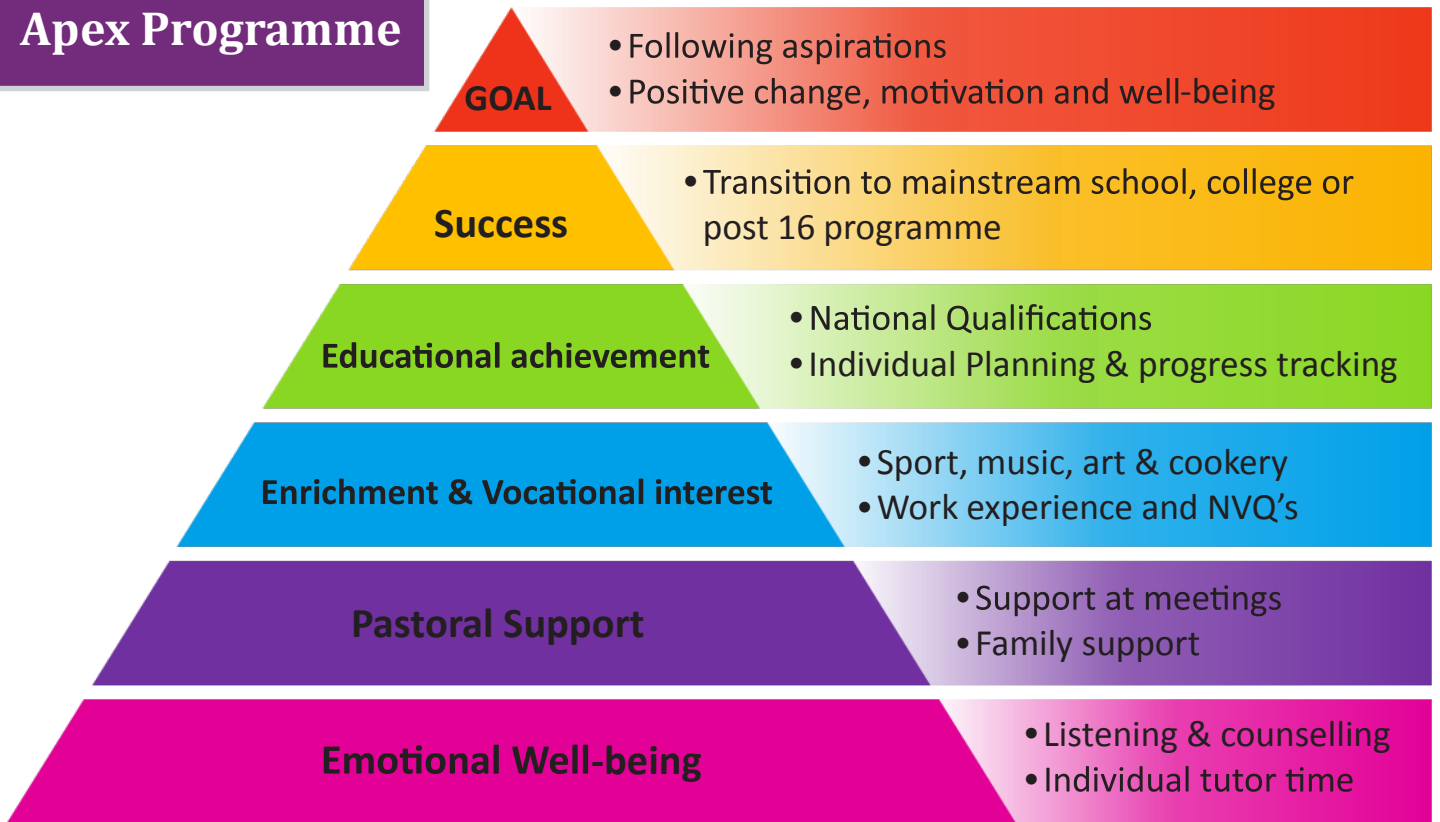 Apex Programme
GOAL
•Following aspirations
•Positive change, motivation and well-being
Success
•Transition to mainstream school, college or
post 16 programme
Educational achievement
•National Qualifications
•Individual Planning & progress tracking
Enrichment & Vocational interest
•Sport, music, art & cookery
•Work experience and NVQ’s
Pastoral Support
•Support at meetings
•Family support
Emotional Well-being
•Listening & counselling
•Individual tutor time